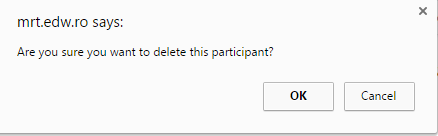 mrt.edw.ro says:
Are you sure you want to delete this participant?
OK Cancel